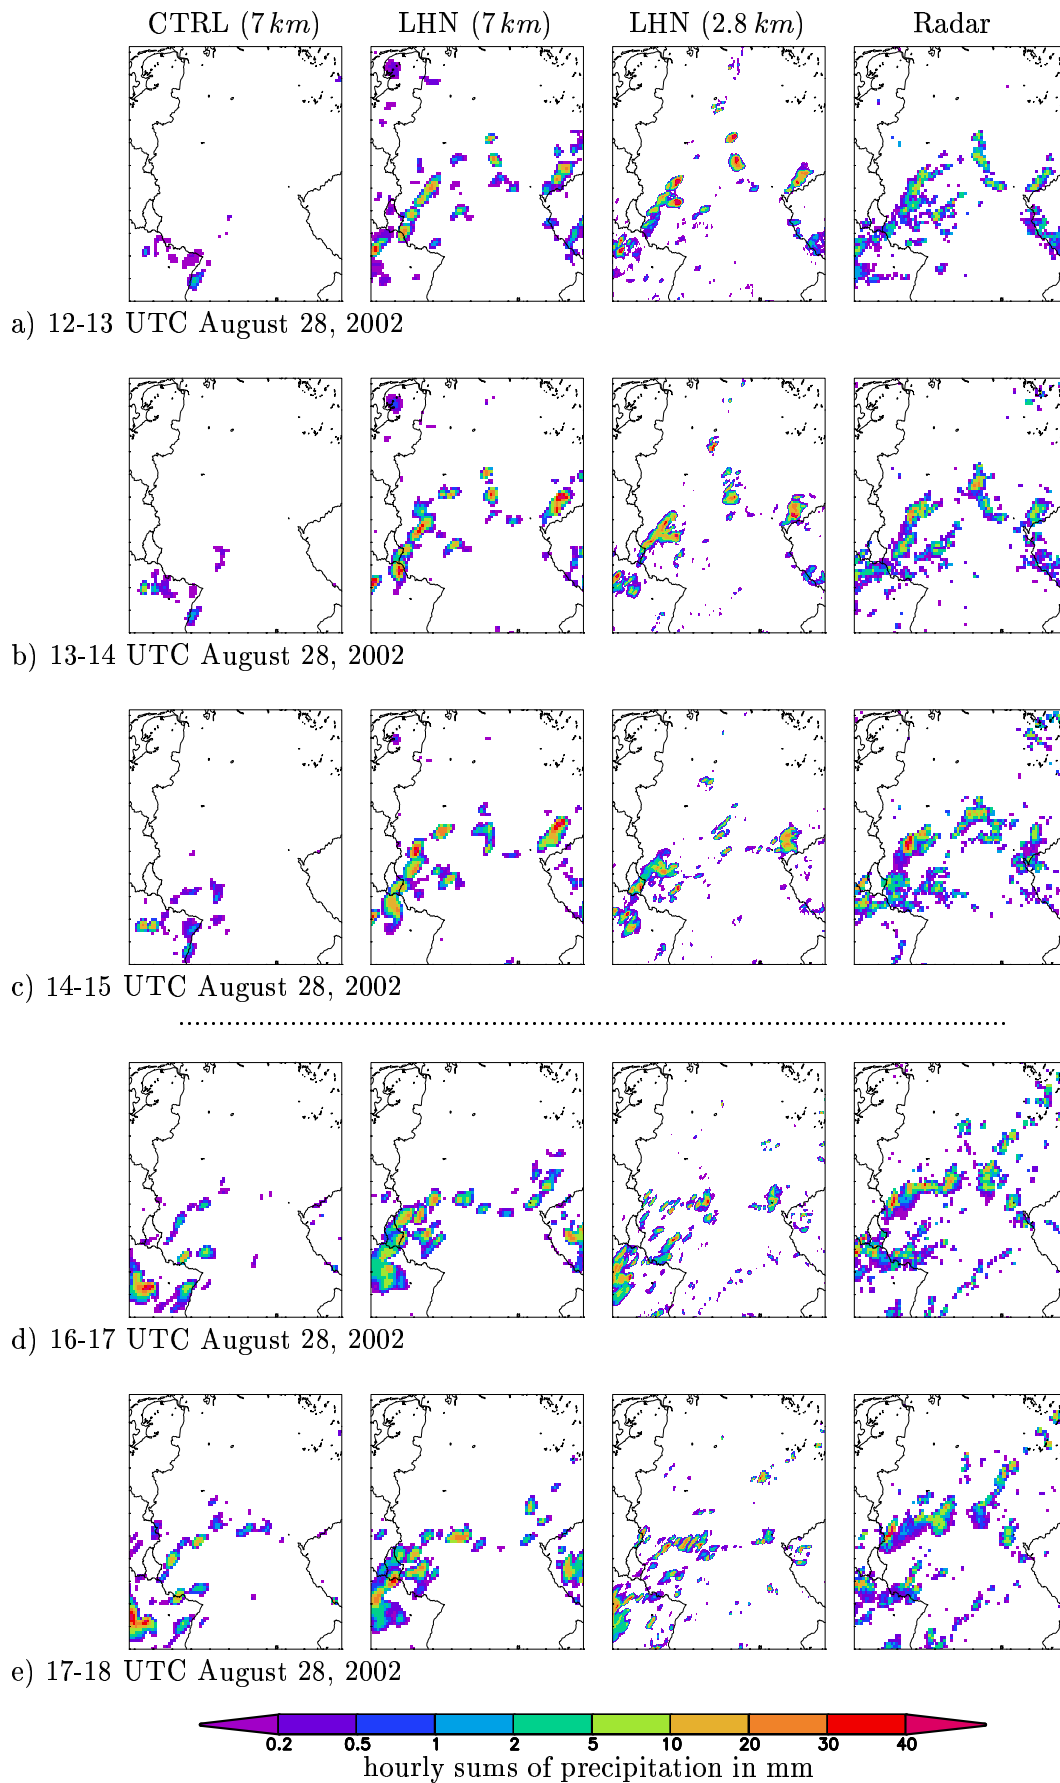 CTRL (7 km) LHN (7 km) LHN (2.8 km) Radar
a) 12-13 UTC August 28, 2002
b) 13-14 UTC August 28, 2002
c) 14-15 UTC August 28, 2002
d) 16-17 UTC August 28, 2002
e) 17-18 UTC August 28, 2002
0.2 0.5 1 2 5 10 20 30 40
hourly sums of precipitation in mm